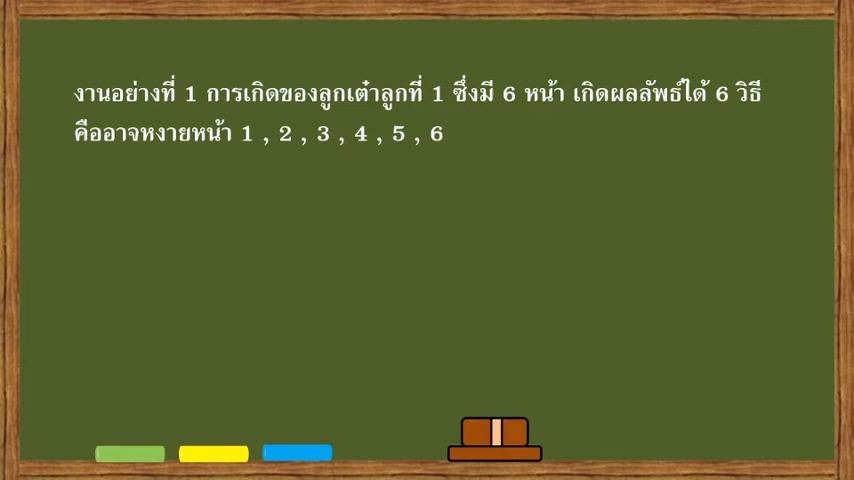 งานอย่างที่ 1 การเกิดของลูกเต๋าลูกที่ 1 ซึ่งมี 6 หน้า เกิดผลลัพธ์ได้ 6 วิธี
คืออาจหงายหน้า 1 , 2 , 3 , 4 , 5 , 6